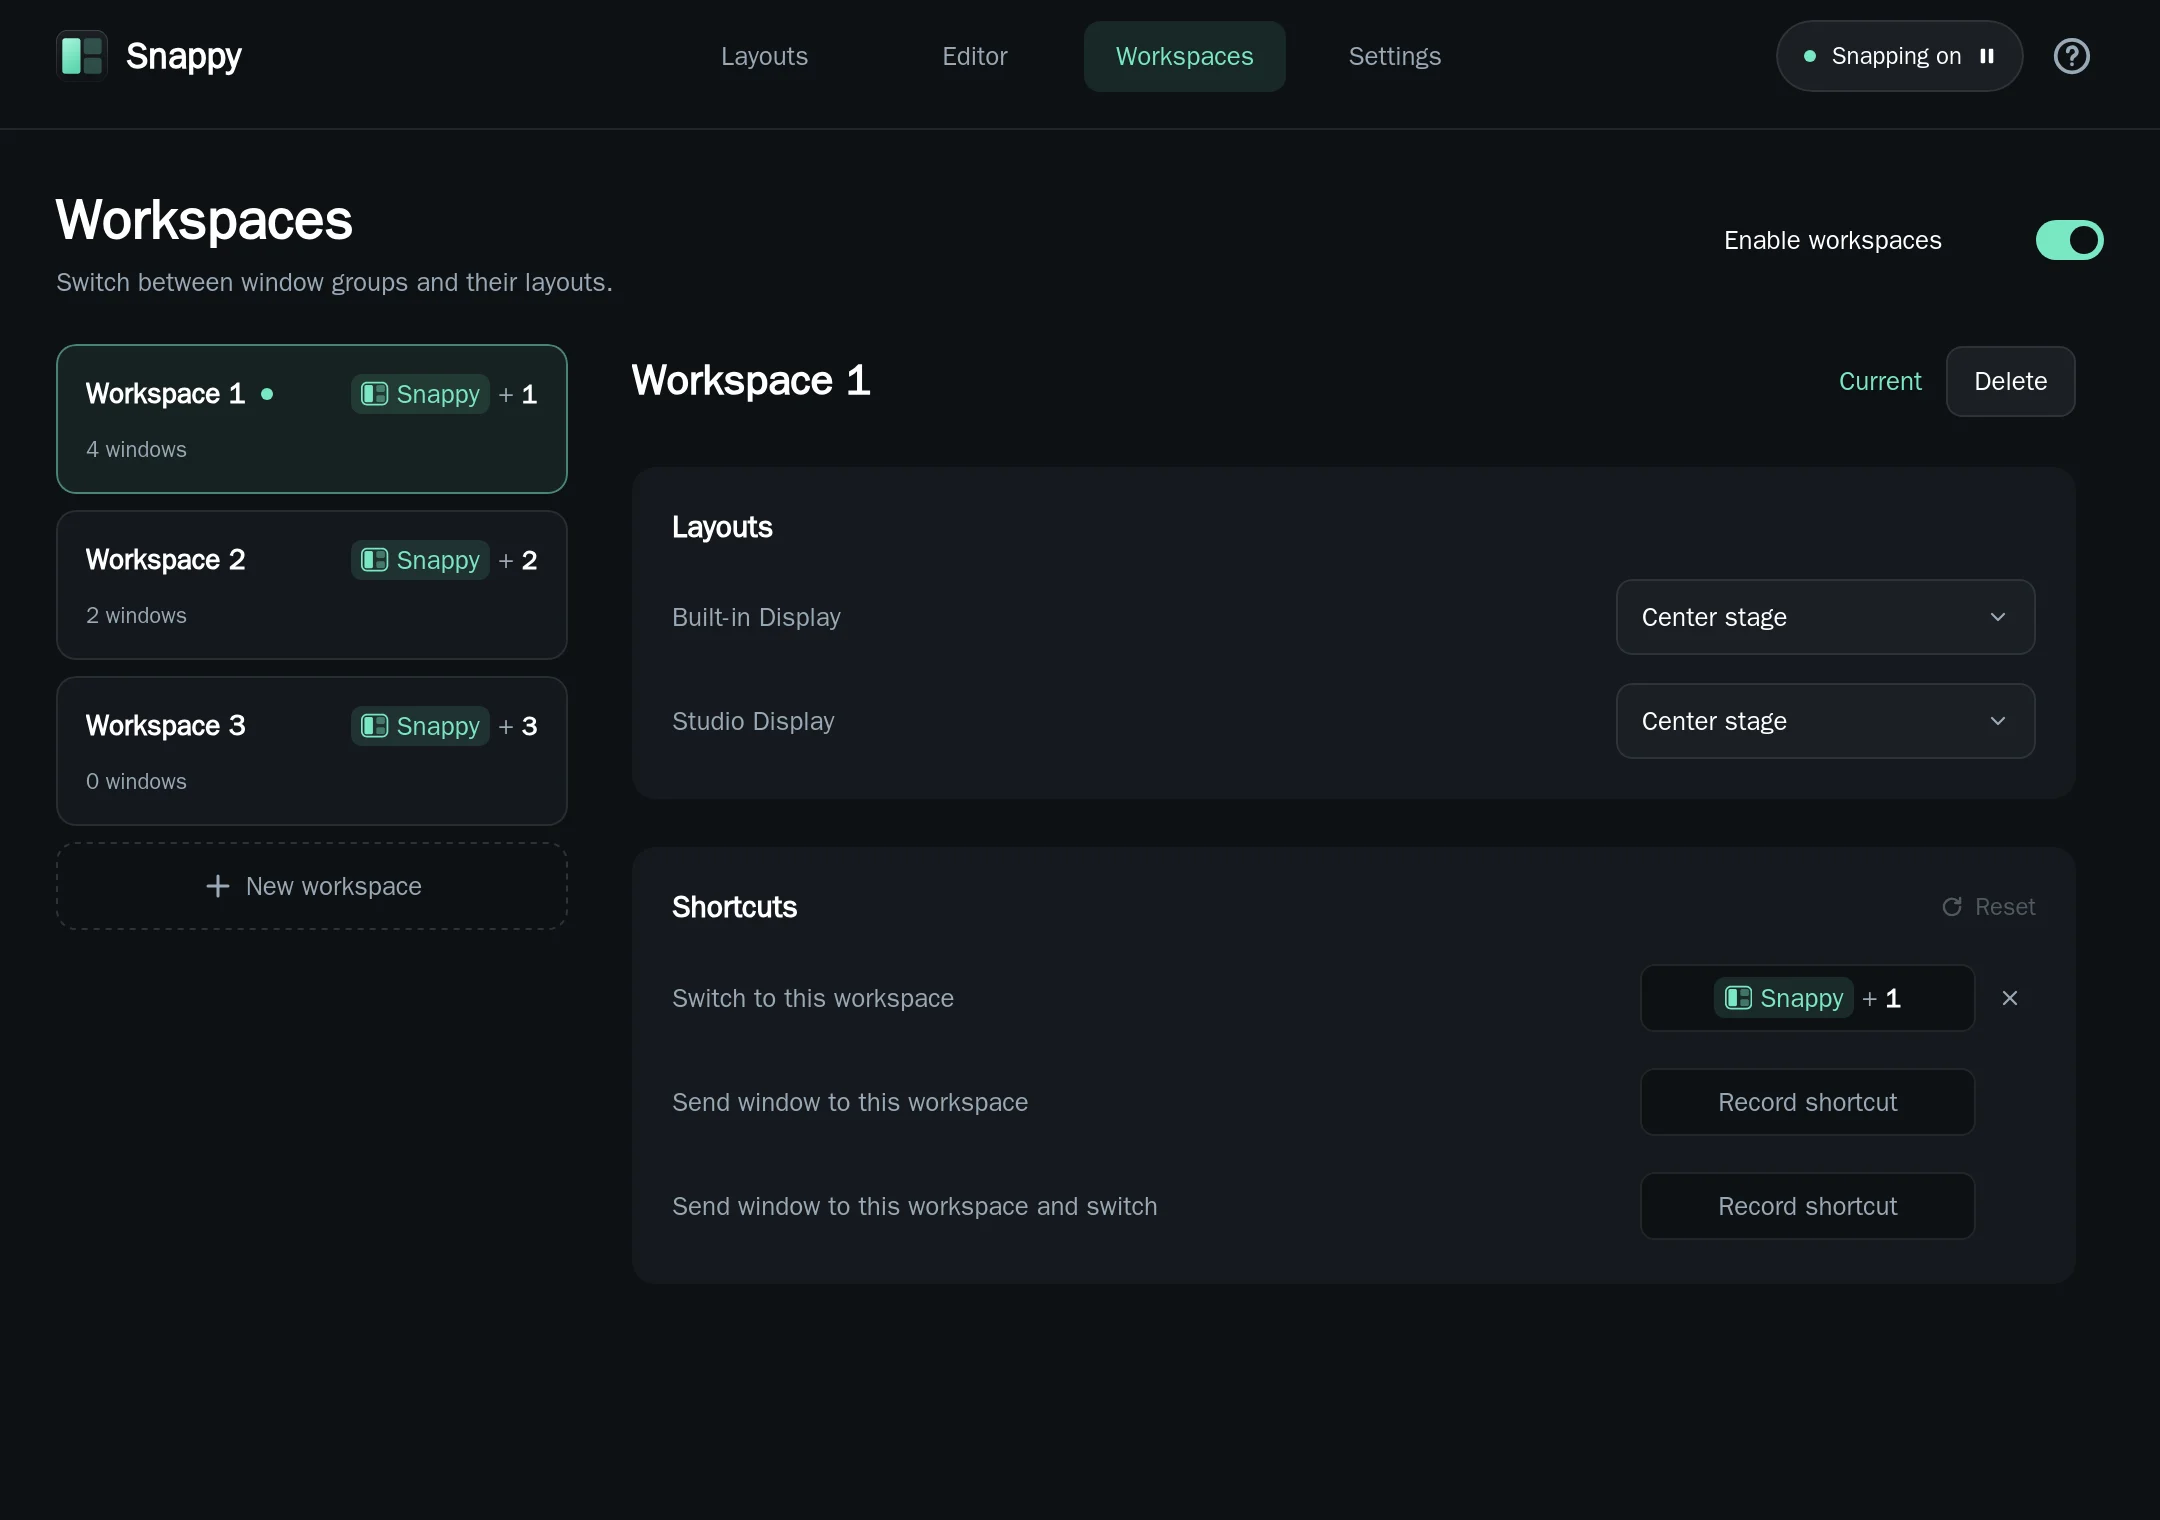 Snappy
Layouts
Editor
Workspaces
Settings
Snapping on
Workspaces
Switch between window groups and their layouts.
Enable workspaces
Workspace 1
Snappy + 1
4 windows
Workspace 2
Snappy + 2
2 windows
Workspace 3
Snappy + 3
0 windows
New workspace
Workspace 1
Current
Delete
Layouts
Built-in Display
Center stage
Studio Display
Center stage
Shortcuts
Reset
Switch to this workspace
Snappy + 1
Send window to this workspace
Record shortcut
Send window to this workspace and switch
Record shortcut